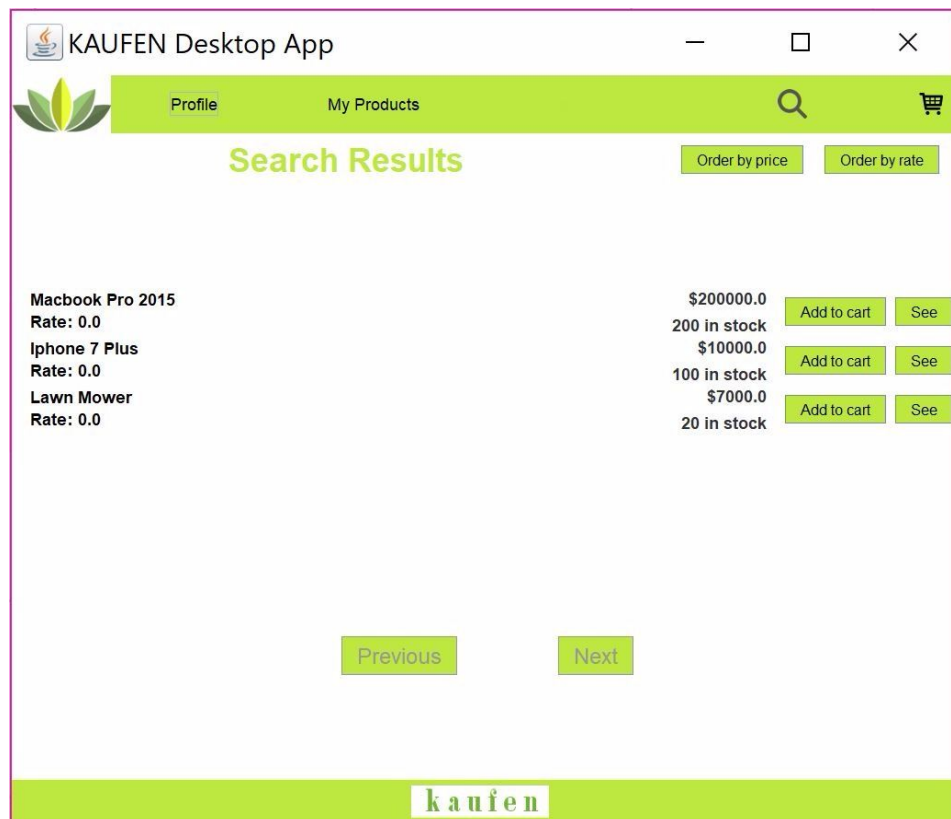 KAUFEN Desktop App
Profile My Products
Search Results Order by price Order by rate
Macbook Pro 2015 $200000.0
Rate: 0.0 200 in stock Add to cart See
Iphone 7 Plus $10000.0
Rate: 0.0 100 in stock Add to cart See
Lawn Mower $7000.0
Rate: 0.0 20 in stock Add to cart See
Previous Next
kaufen